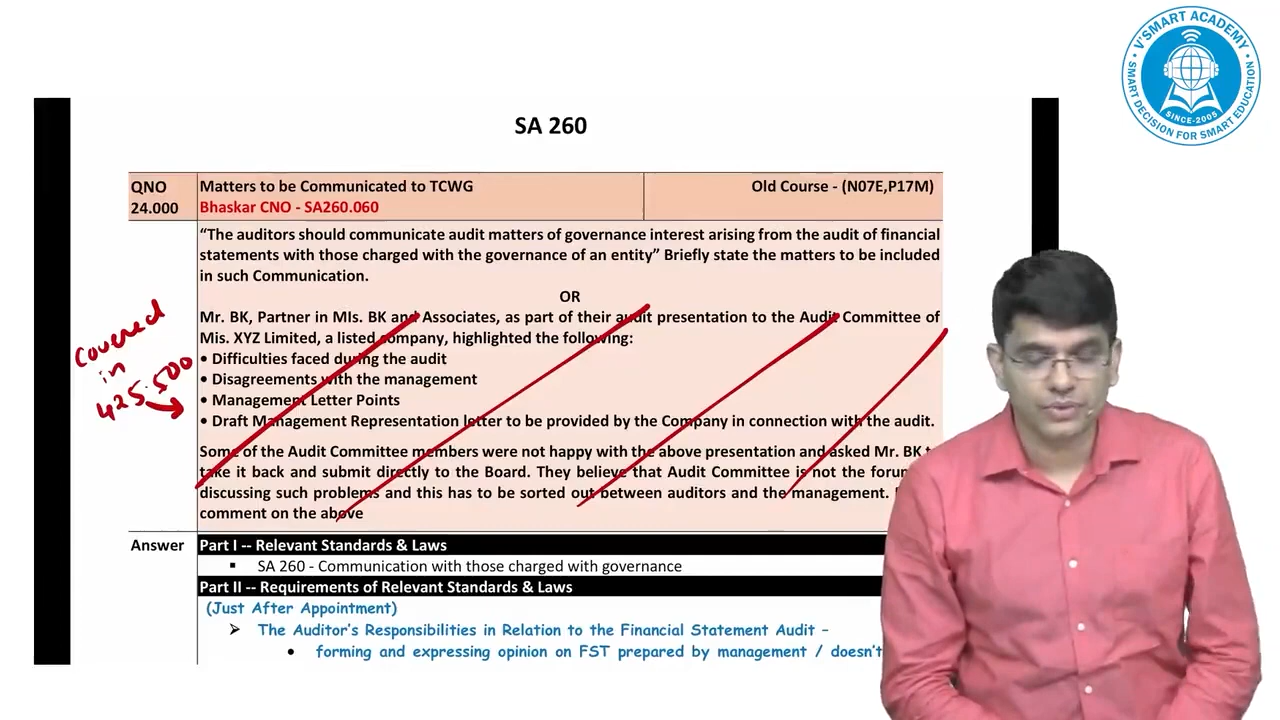 V'SMART ACADEMY
SMART DECISION FOR SMART EDUCATION
SINCE-2005
SA 260
QNO
24.000
Matters to be Communicated to TCWG
Bhaskar CNO - SA260.060
Old Course - (N07E,P17M)
“The auditors should communicate audit matters of governance interest arising from the audit of financial
statements with those charged with the governance of an entity” Briefly state the matters to be included
in such Communication.
OR
Mr. BK, Partner in MIs. BK and Associates, as part of their audit presentation to the Audit Committee of
Mis. XYZ Limited, a listed company, highlighted the following:
• Difficulties faced during the audit
• Disagreements with the management
• Management Letter Points
• Draft Management Representation letter to be provided by the Company in connection with the audit.
Some of the Audit Committee members were not happy with the above presentation and asked Mr. BK
take it back and submit directly to the Board. They believe that Audit Committee is not the forum
discussing such problems and this has to be sorted out between auditors and the management.
comment on the above
covered
in
425.500
Answer
Part I -- Relevant Standards & Laws
▪ SA 260 - Communication with those charged with governance
Part II -- Requirements of Relevant Standards & Laws
(Just After Appointment)
➢ The Auditor’s Responsibilities in Relation to the Financial Statement Audit –
• forming and expressing opinion on FST prepared by management / doesn’t